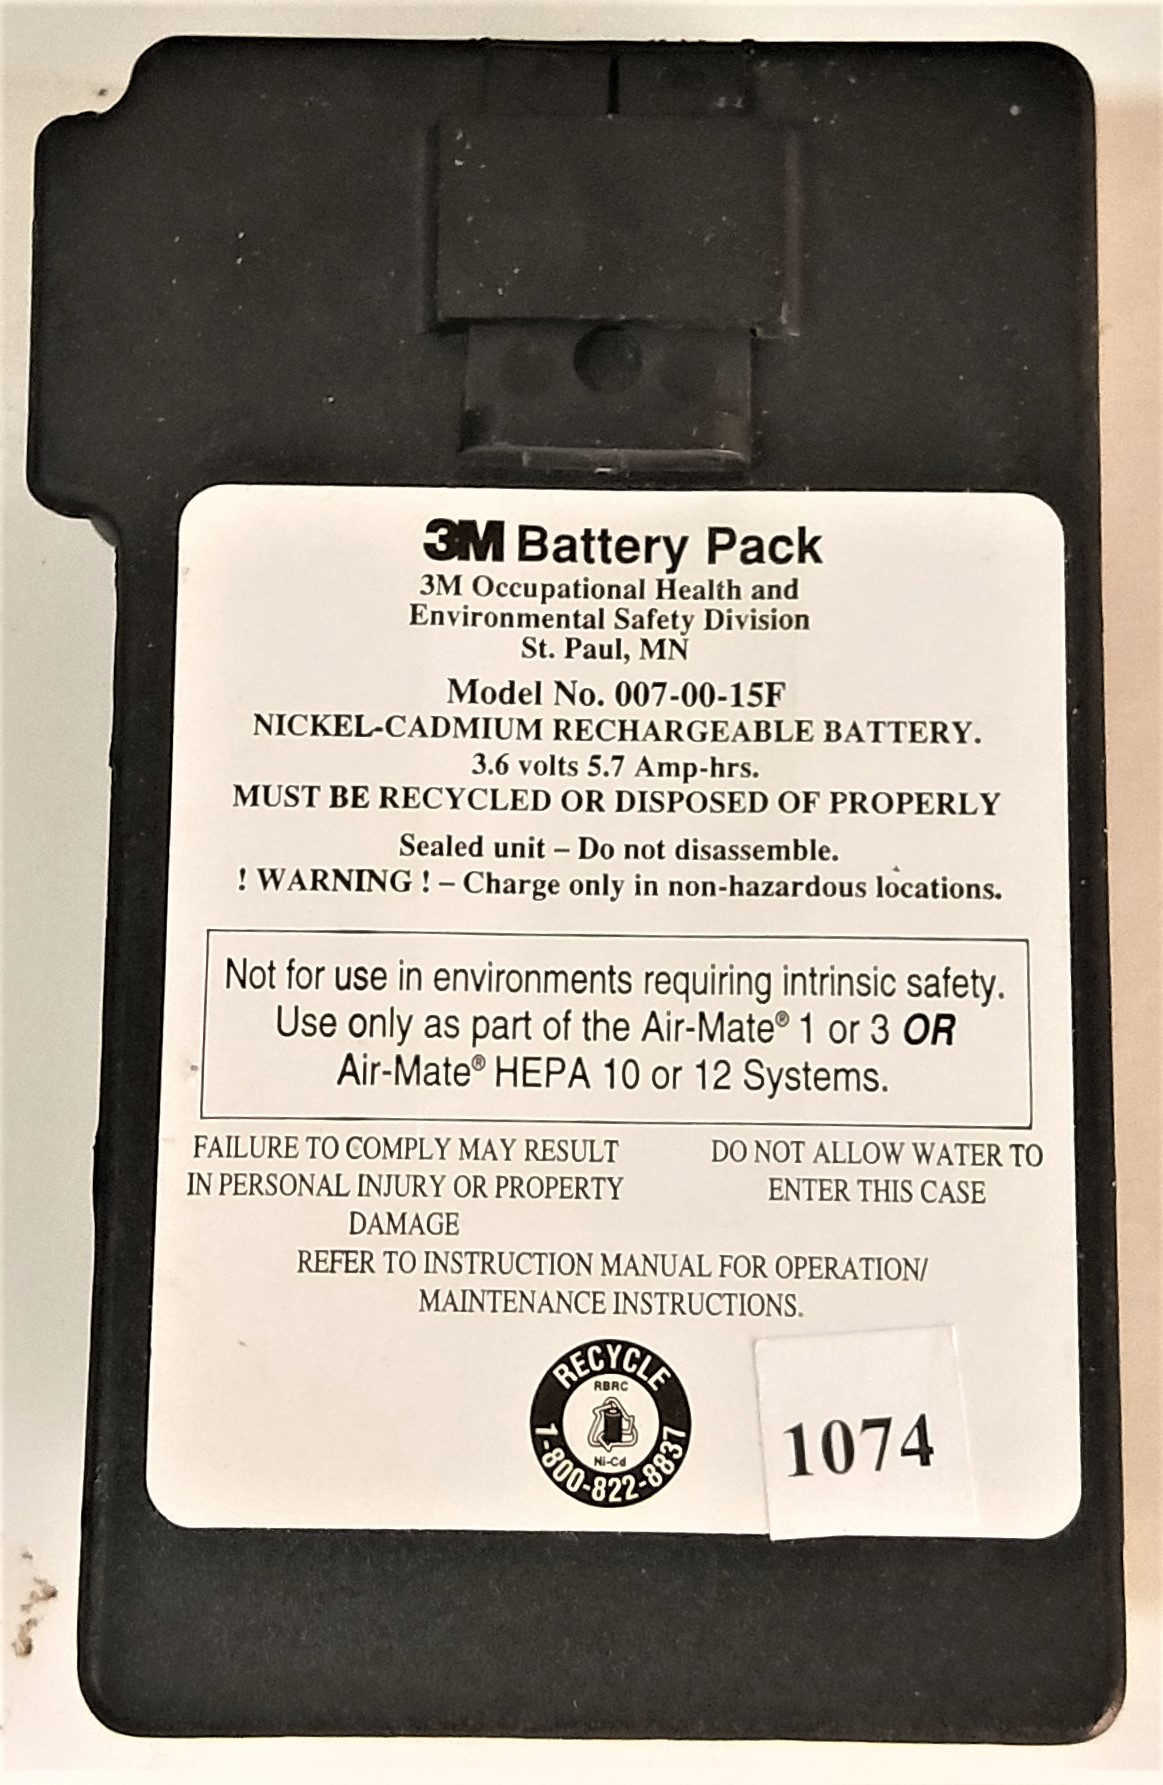 3M Battery Pack
3M Occupational Health and
Environmental Safety Division
St. Paul, MN
Model No. 007-00-15F
NICKEL-CADMIUM RECHARGEABLE BATTERY.
3.6 volts 5.7 Amp-hrs.
MUST BE RECYCLED OR DISPOSED OF PROPERLY
Sealed unit – Do not disassemble.
! WARNING ! – Charge only in non-hazardous locations.
Not for use in environments requiring intrinsic safety.
Use only as part of the Air-Mate® 1 or 3 OR
Air-Mate® HEPA 10 or 12 Systems.
FAILURE TO COMPLY MAY RESULT
IN PERSONAL INJURY OR PROPERTY
DAMAGE
DO NOT ALLOW WATER TO
ENTER THIS CASE
REFER TO INSTRUCTION MANUAL FOR OPERATION/
MAINTENANCE INSTRUCTIONS.
RECYCLE
RBRC
Ni-Cd
1-800-822-8837
1074